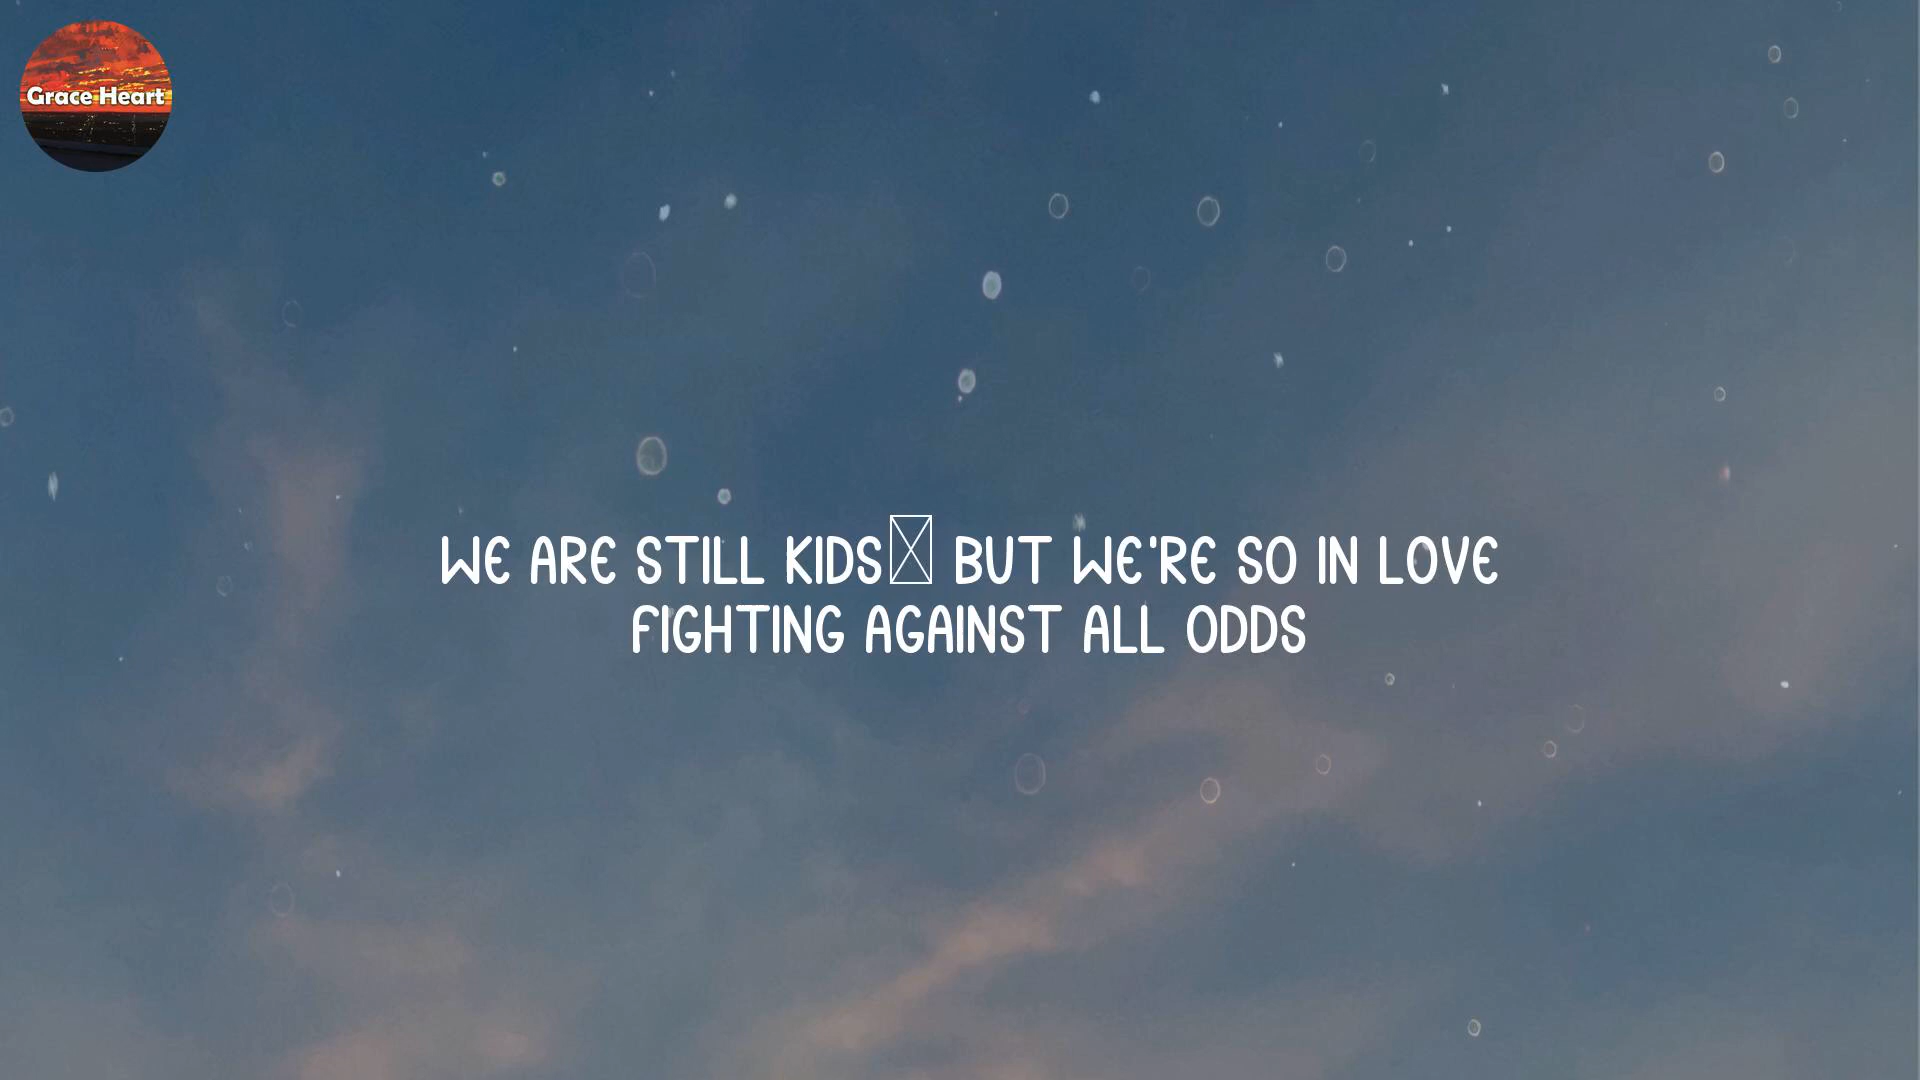 Grace Heart
WE ARE STILL KIDS☒ BUT WE'RE SO IN LOVE
FIGHTING AGAINST ALL ODDS